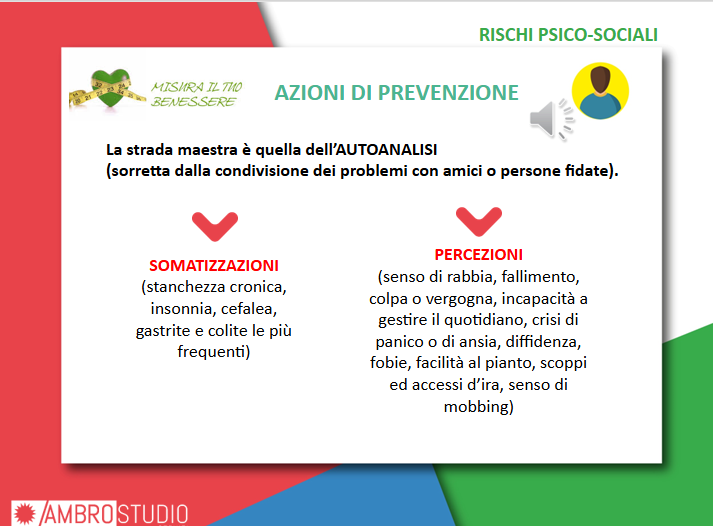 RISCHI PSICO-SOCIALI
MISURA IL TUO
BENESSERE
AZIONI DI PREVENZIONE
La strada maestra è quella dell'AUTOANALISI
(sorretta dalla condivisione dei problemi con amici o persone fidate).
SOMATIZZAZIONI
(stanchezza cronica,
insonnia, cefalea,
gastrite e colite le più
frequenti)
PERCEZIONI
(senso di rabbia, fallimento,
colpa o vergogna, incapacità a
gestire il quotidiano, crisi di
panico o di ansia, diffidenza,
fobie, facilità al pianto, scoppi
ed accessi d'ira, senso di
mobbing)
AMBROSTUDIO